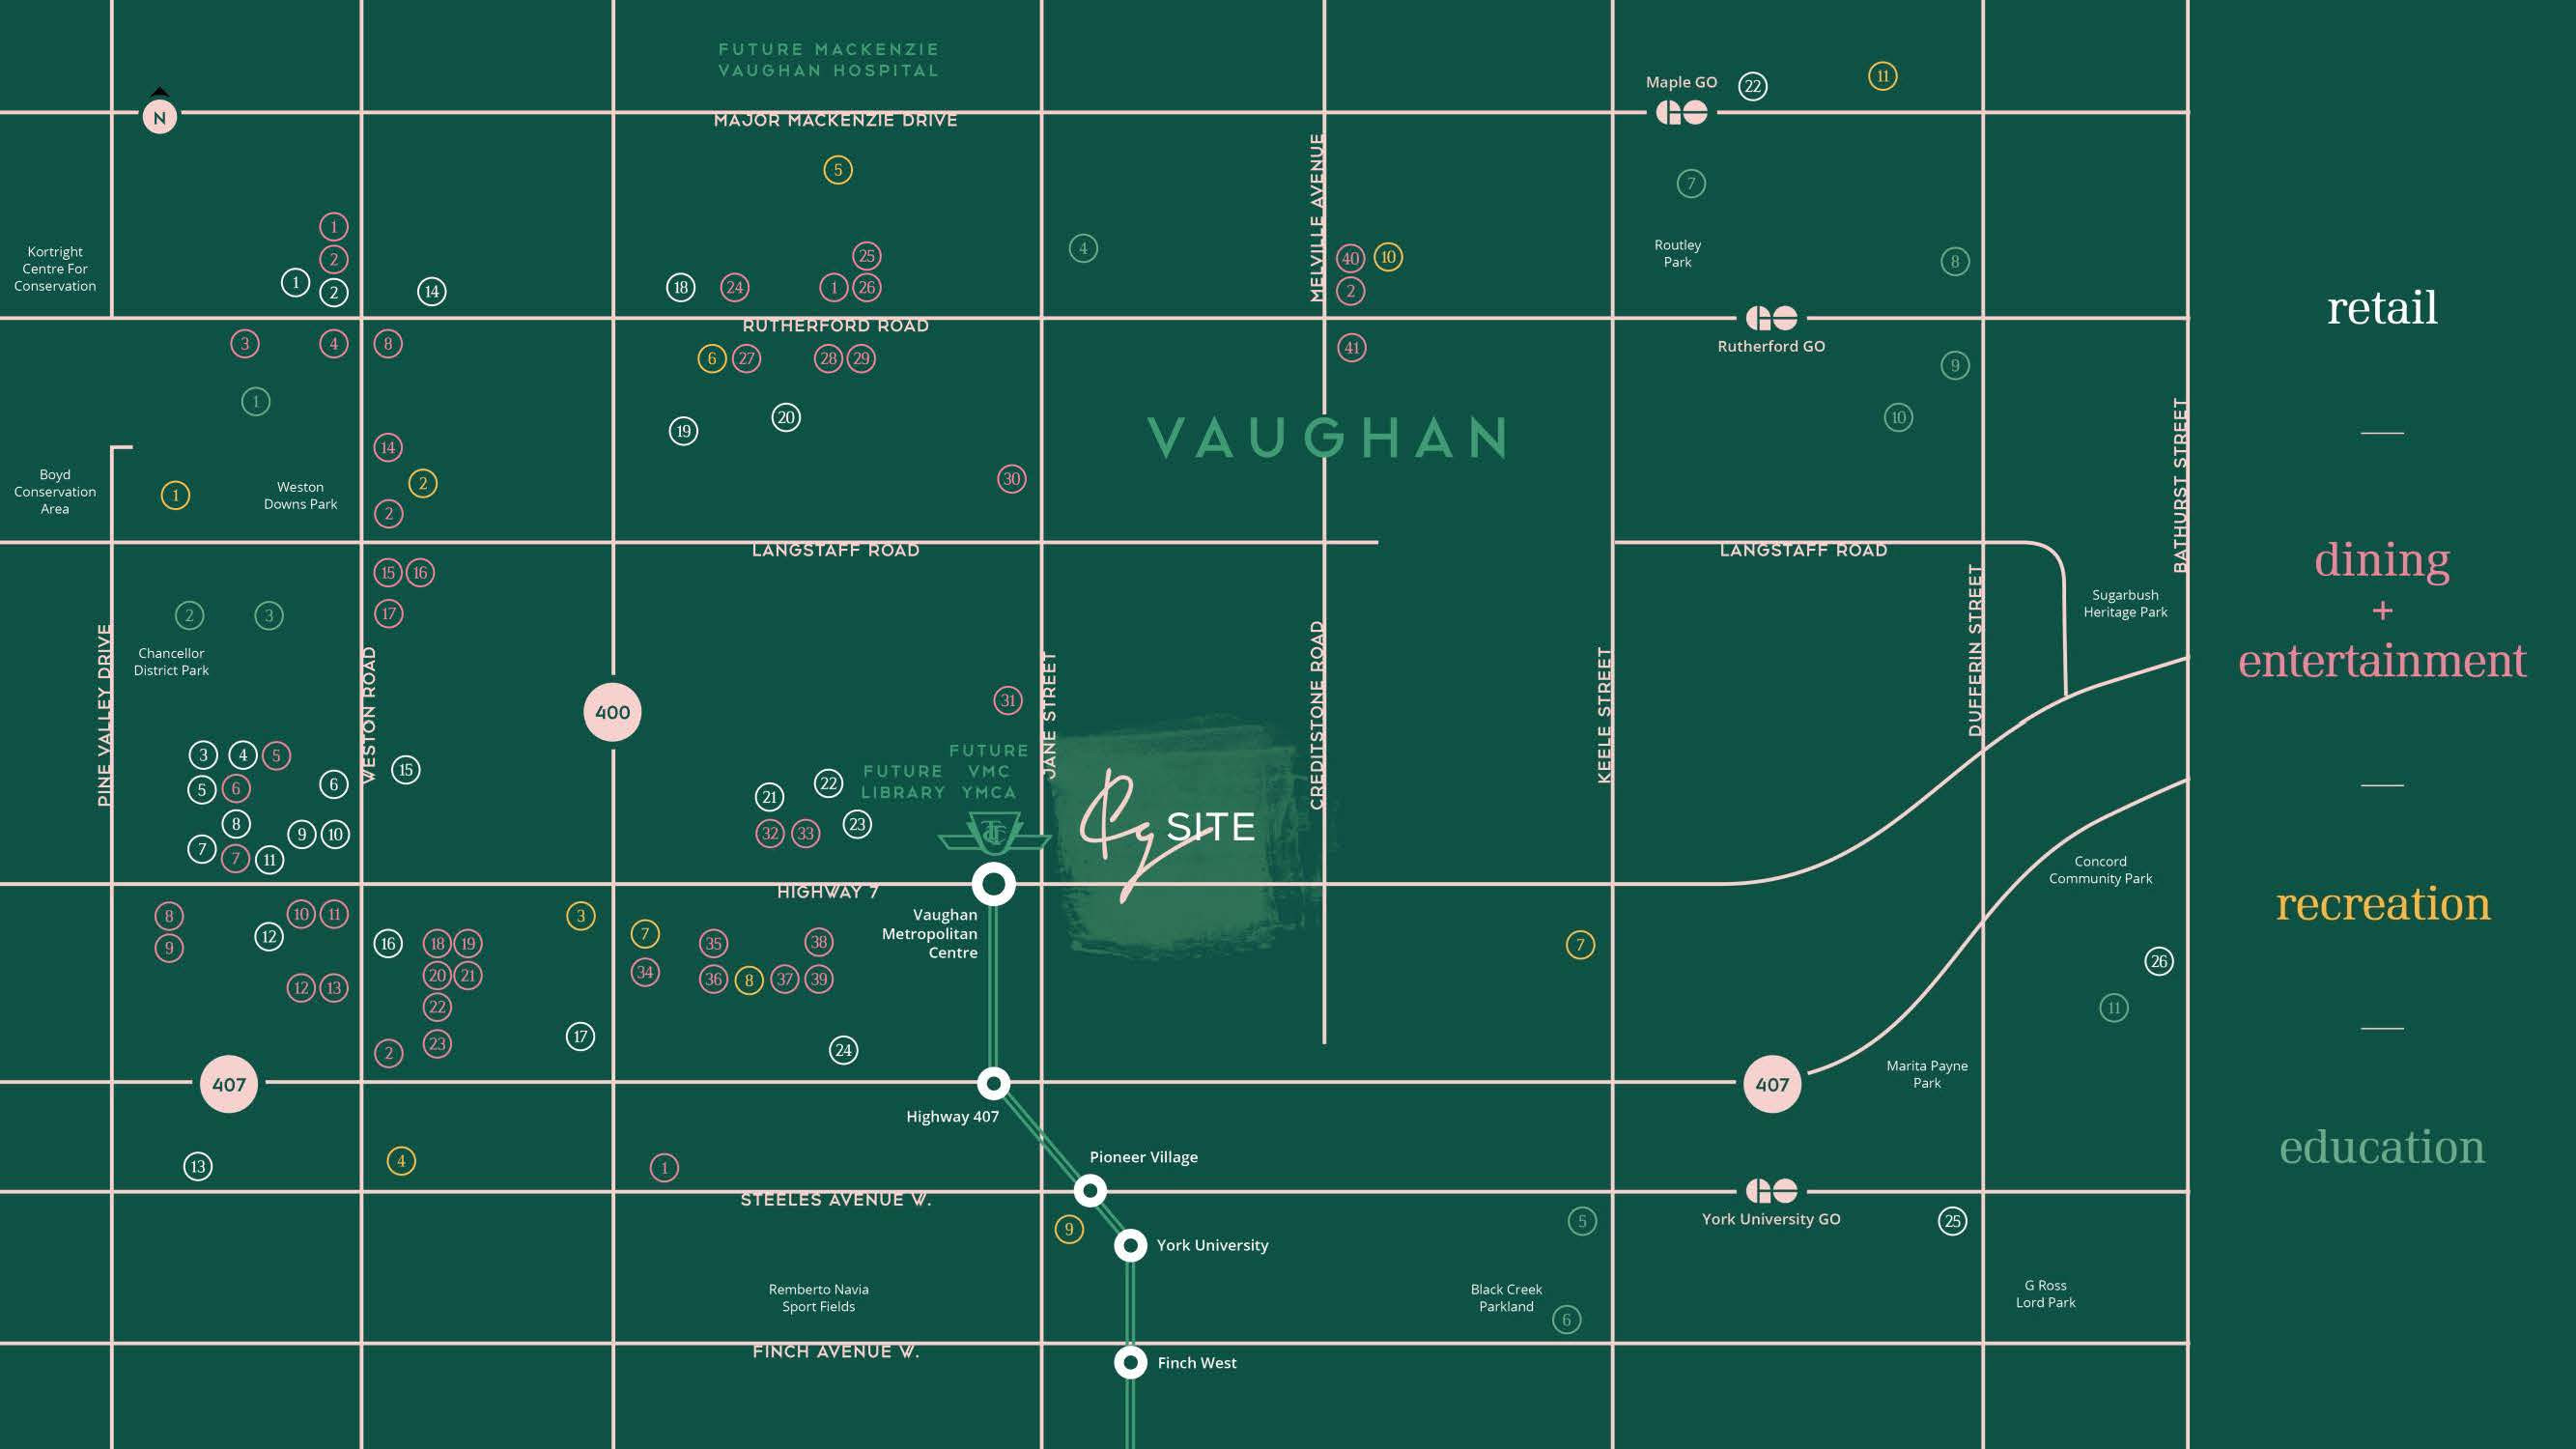 FUTURE MACKENZIE
VAUGHAN HOSPITAL
Maple GO
22
11
N
MAJOR MACKENZIE DRIVE
5
7
MELVILLE AVENUE
Kortright
Centre For
Conservation
1
2
1
2
14
18
24
25
1
26
4
40
10
2
Routley
Park
8
RUTHERFORD ROAD
Rutherford GO
3
4
8
6
27
28
29
41
9
1
19
20
10
VAUGHAN
BATHURST STREET
14
Boyd
Conservation
Area
1
Weston
Downs Park
2
2
30
LANGSTAFF ROAD
LANGSTAFF ROAD
15
16
17
2
3
Chancellor
District Park
PINE VALLEY DRIVE
WESTON ROAD
400
31
JANE STREET
CREDITSTONE ROAD
KEELE STREET
DUFFERIN STREET
Sugarbush
Heritage Park
3
4
5
5
6
6
15
8
9
10
7
7
11
21
22
32
33
23
FUTURE
LIBRARY
FUTURE
VMC
YMCA
TTC
SITE
HIGHWAY 7
Vaughan
Metropolitan
Centre
Concord
Community Park
8
9
10
11
12
12
13
16
18
19
20
21
22
23
2
3
17
7
34
35
36
8
37
38
39
24
7
26
11
407
407
Marita Payne
Park
Highway 407
13
4
1
Pioneer Village
STEELES AVENUE W.
9
York University
5
York University GO
25
Remberto Navia
Sport Fields
Black Creek
Parkland
6
G Ross
Lord Park
FINCH AVENUE W.
Finch West
retail
dining
+
entertainment
recreation
education